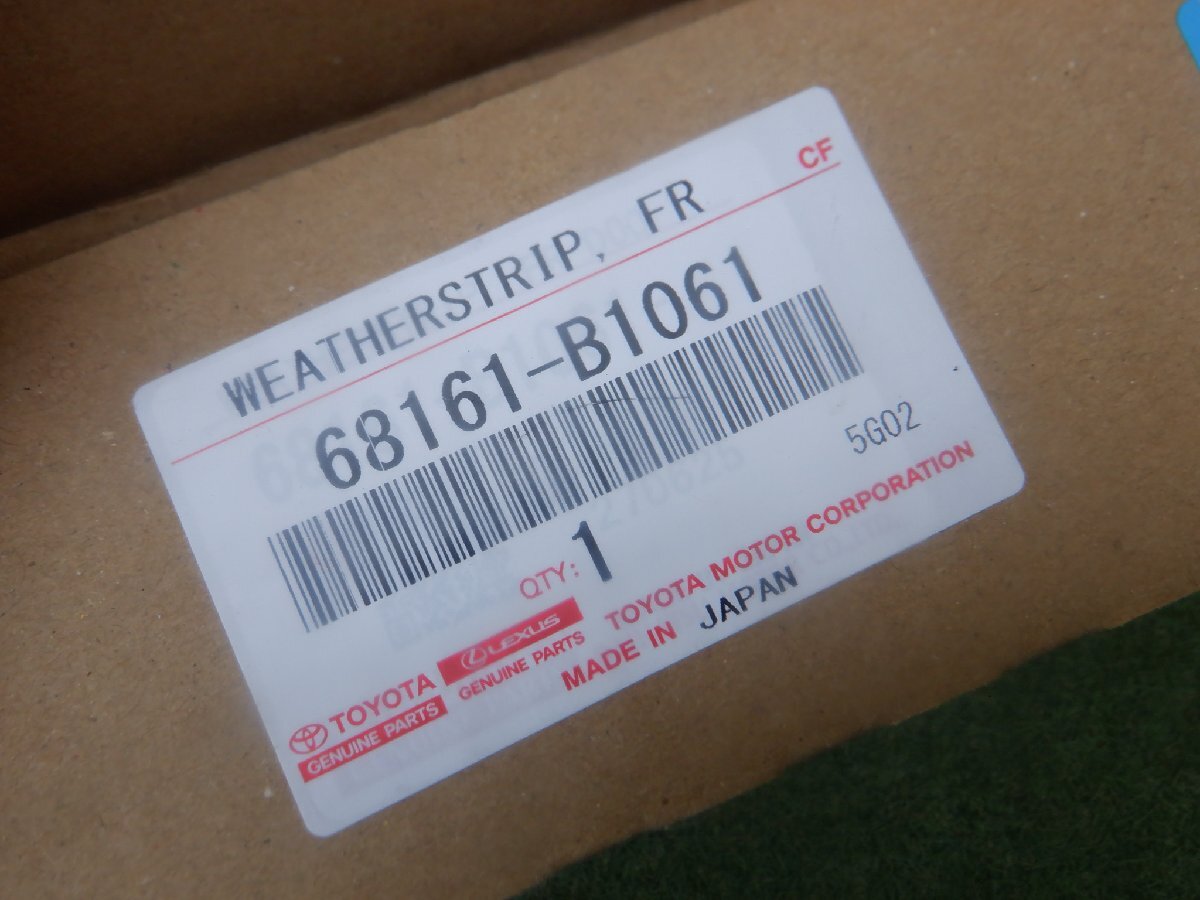 CF
WEATHERSTRIP, FR
68161-B1061
5G02
QTY: 1
TOYOTA
GENUINE PARTS
LEXUS
GENUINE PARTS
TOYOTA MOTOR CORPORATION
MADE IN JAPAN